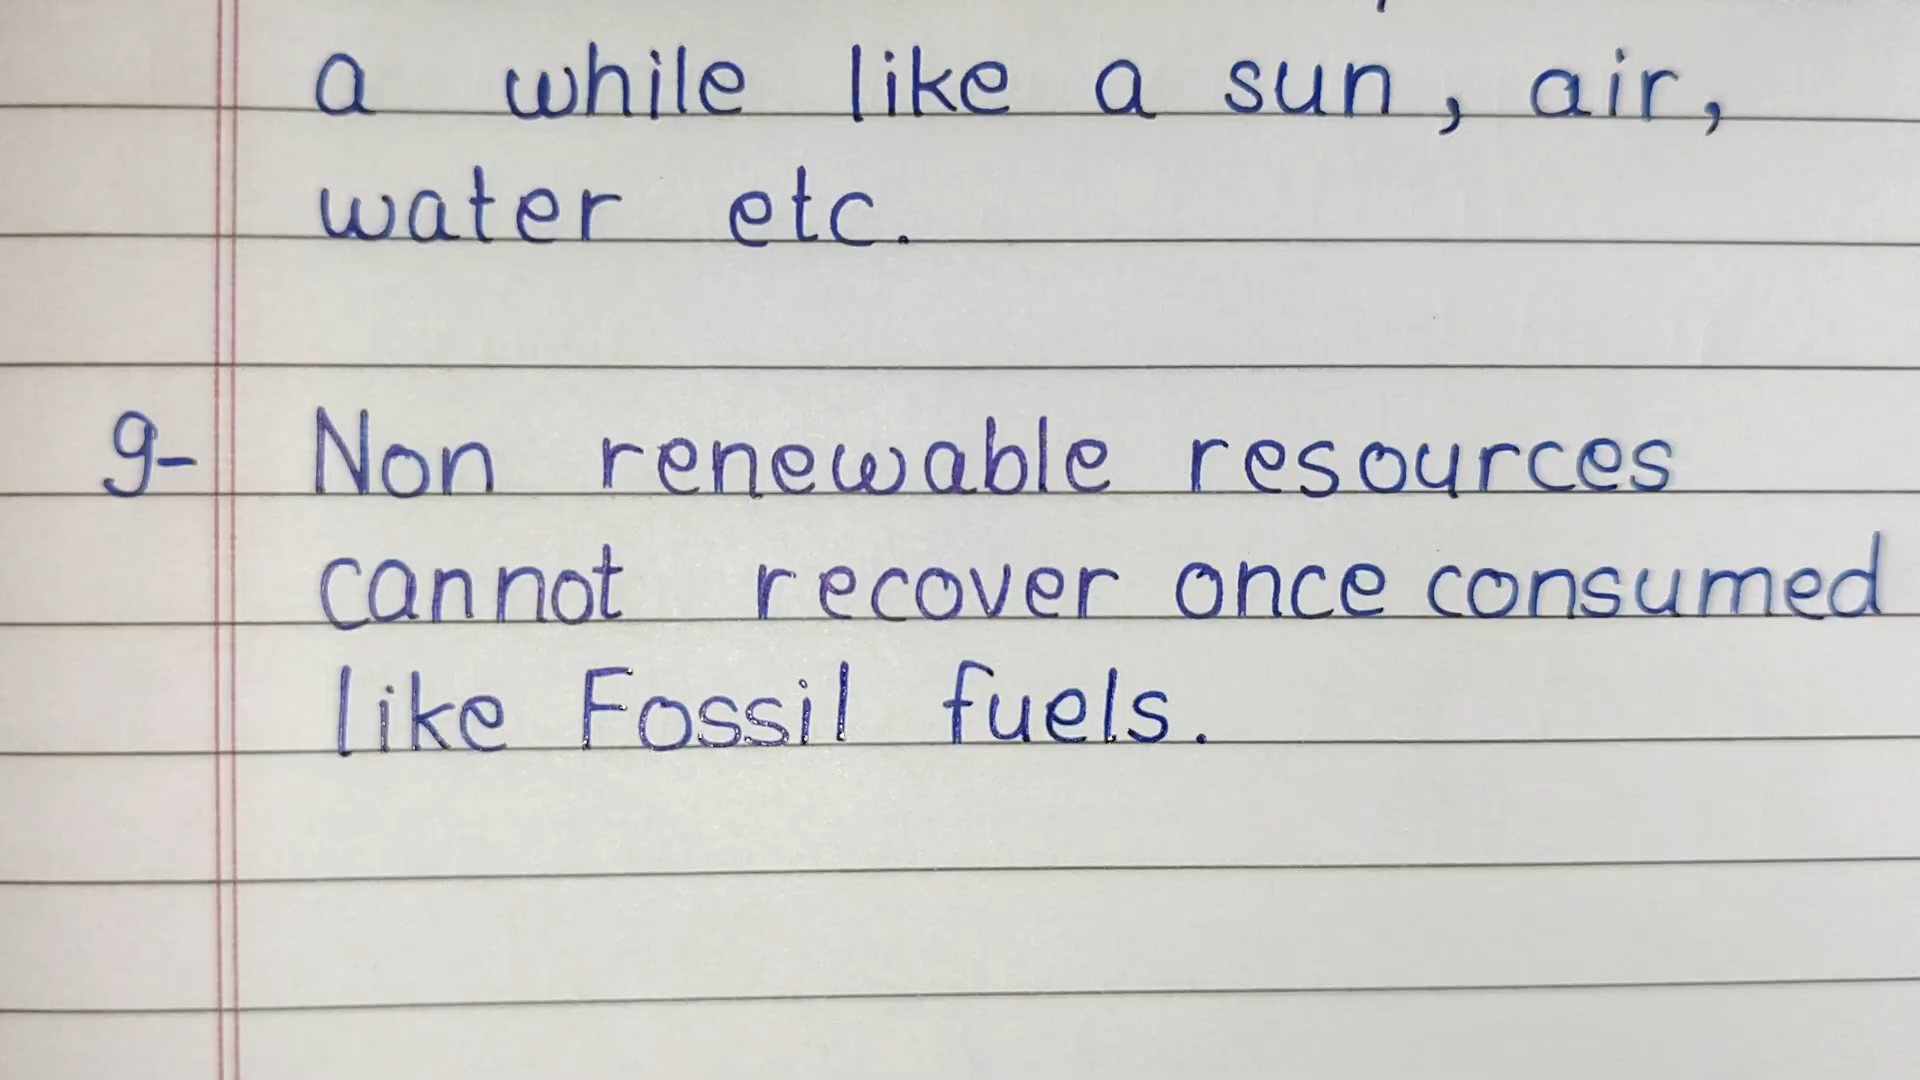 a while like a sun, air,
water etc.
9- Non renewable resources
cannot recover once consumed
like Fossil fuels.